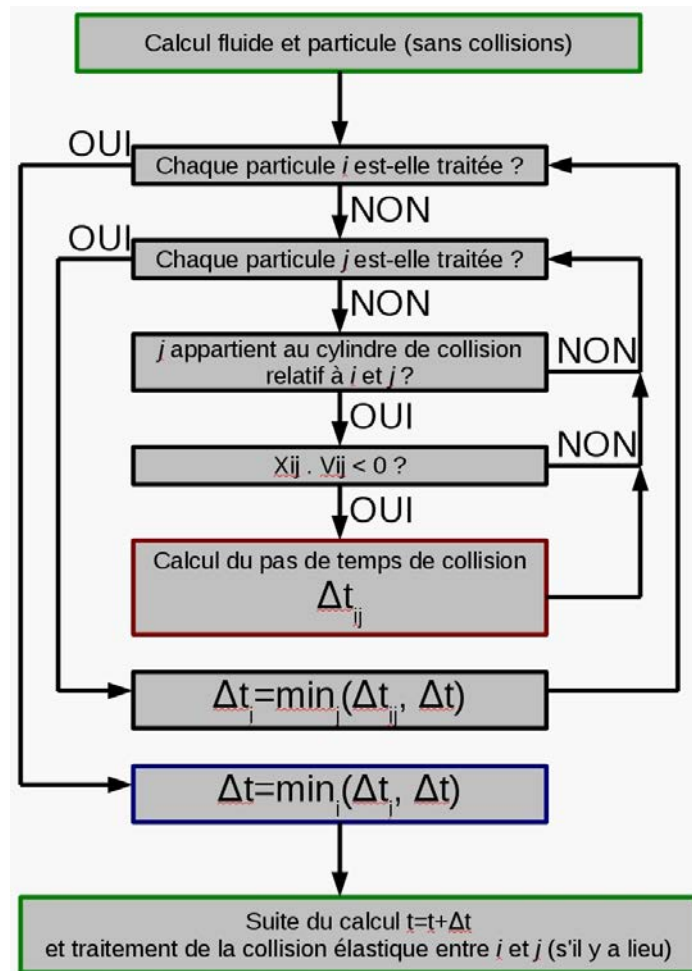 Calcul fluide et particule (sans collisions)
OUI
Chaque particule i est-elle traitée ?
NON
OUI
Chaque particule j est-elle traitée ?
NON
j appartient au cylindre de collision
relatif à i et j ?
NON
OUI
Xij . Vij < 0 ?
NON
OUI
Calcul du pas de temps de collision
Δtij
Δti=minj(Δtij, Δt)
Δt=mini(Δti, Δt)
Suite du calcul t=t+Δt
et traitement de la collision élastique entre i et j (s'il y a lieu)